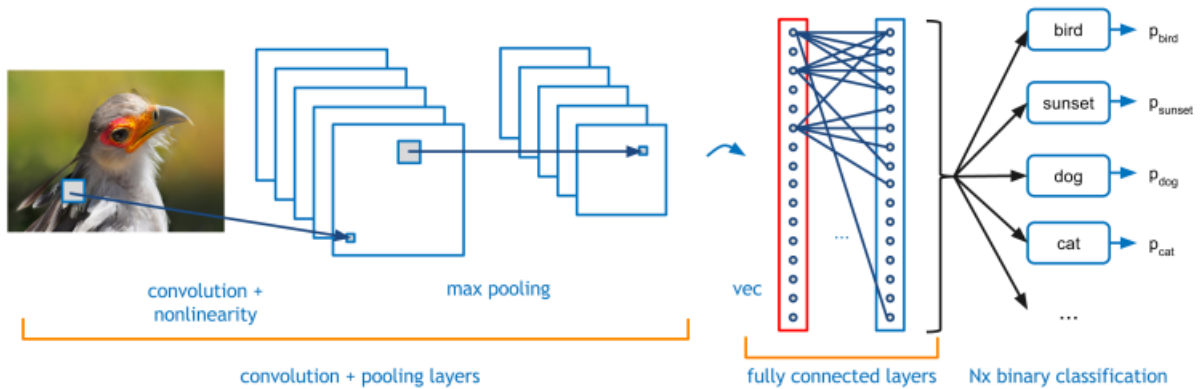 convolution +
nonlinearity
max pooling
convolution + pooling layers
vec
...
fully connected layers
bird
p_bird
sunset
p_sunset
dog
p_dog
cat
p_cat
...
Nx binary classification